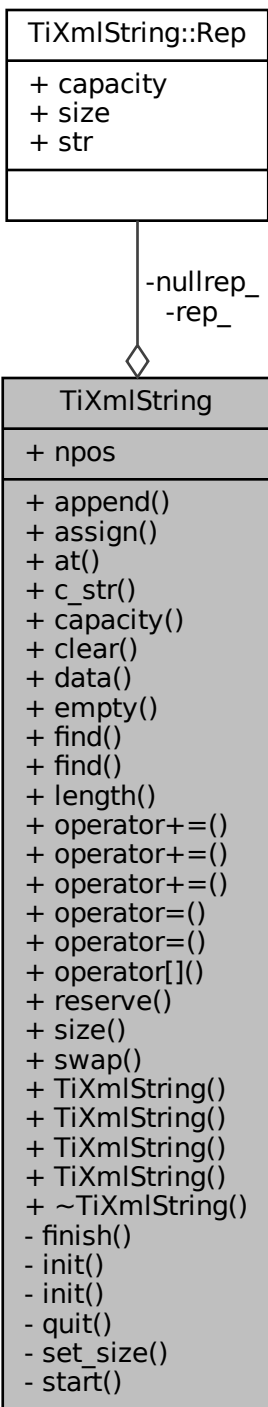 TiXmlString::Rep
+ capacity
+ size
+ str
-nullrep_
-rep_
TiXmlString
+ npos
+ append()
+ assign()
+ at()
+ c_str()
+ capacity()
+ clear()
+ data()
+ empty()
+ find()
+ find()
+ length()
+ operator+=()
+ operator+=()
+ operator+=()
+ operator=()
+ operator=()
+ operator[]()
+ reserve()
+ size()
+ swap()
+ TiXmlString()
+ TiXmlString()
+ TiXmlString()
+ TiXmlString()
+ ~TiXmlString()
- finish()
- init()
- init()
- quit()
- set_size()
- start()